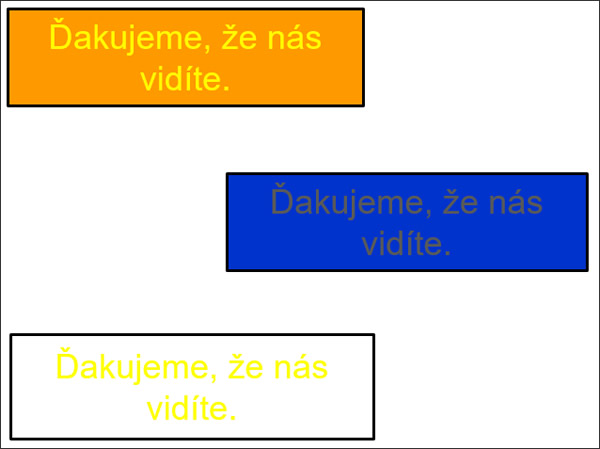 Ďakujeme, že nás
vidíte.
Ďakujeme, že nás
vidíte.
Ďakujeme, že nás
vidíte.